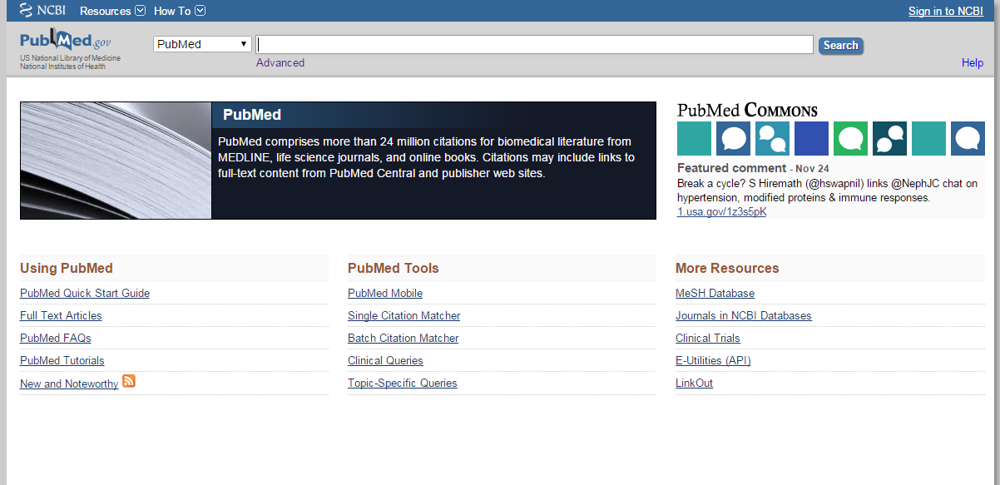 NCBI Resources How To Sign in to NCBI
PubMed.gov
US National Library of Medicine
National Institutes of Health
PubMed Search
Advanced Help
PubMed
PubMed comprises more than 24 million citations for biomedical literature from
MEDLINE, life science journals, and online books. Citations may include links to
full-text content from PubMed Central and publisher web sites.
PubMed Commons
Featured comment - Nov 24
Break a cycle? S Hiremath (@hswapnil) links @NephJC chat on
hypertension, modified proteins & immune responses.
1.usa.gov/1z3s5pK
Using PubMed
PubMed Quick Start Guide
Full Text Articles
PubMed FAQs
PubMed Tutorials
New and Noteworthy
PubMed Tools
PubMed Mobile
Single Citation Matcher
Batch Citation Matcher
Clinical Queries
Topic-Specific Queries
More Resources
MeSH Database
Journals in NCBI Databases
Clinical Trials
E-Utilities (API)
LinkOut